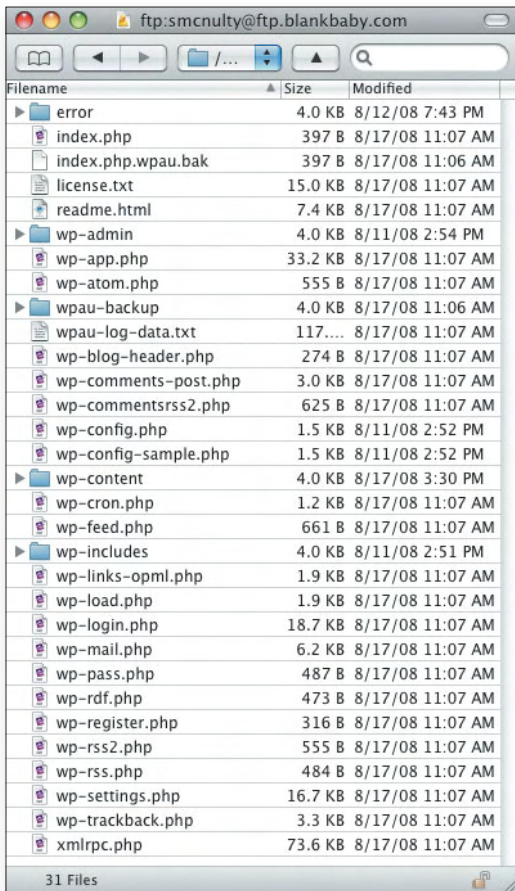 ftp:smcnulty@ftp.blankbaby.com
/...
Filename Size Modified
error 4.0 KB 8/12/08 7:43 PM
index.php 397 B 8/17/08 11:07 AM
index.php.wpau.bak 397 B 8/17/08 11:06 AM
license.txt 15.0 KB 8/17/08 11:07 AM
readme.html 7.4 KB 8/17/08 11:07 AM
wp-admin 4.0 KB 8/11/08 2:54 PM
wp-app.php 33.2 KB 8/17/08 11:07 AM
wp-atom.php 555 B 8/17/08 11:07 AM
wpau-backup 4.0 KB 8/17/08 11:06 AM
wpau-log-data.txt 117.... 8/17/08 11:07 AM
wp-blog-header.php 274 B 8/17/08 11:07 AM
wp-comments-post.php 3.0 KB 8/17/08 11:07 AM
wp-commentsrss2.php 625 B 8/17/08 11:07 AM
wp-config.php 1.5 KB 8/11/08 2:52 PM
wp-config-sample.php 1.5 KB 8/11/08 2:52 PM
wp-content 4.0 KB 8/17/08 3:30 PM
wp-cron.php 1.2 KB 8/17/08 11:07 AM
wp-feed.php 661 B 8/17/08 11:07 AM
wp-includes 4.0 KB 8/11/08 2:51 PM
wp-links-opml.php 1.9 KB 8/17/08 11:07 AM
wp-load.php 1.9 KB 8/17/08 11:07 AM
wp-login.php 18.7 KB 8/17/08 11:07 AM
wp-mail.php 6.2 KB 8/17/08 11:07 AM
wp-pass.php 487 B 8/17/08 11:07 AM
wp-rdf.php 473 B 8/17/08 11:07 AM
wp-register.php 316 B 8/17/08 11:07 AM
wp-rss2.php 555 B 8/17/08 11:07 AM
wp-rss.php 484 B 8/17/08 11:07 AM
wp-settings.php 16.7 KB 8/17/08 11:07 AM
wp-trackback.php 3.3 KB 8/17/08 11:07 AM
xmlrpc.php 73.6 KB 8/17/08 11:07 AM
31 Files